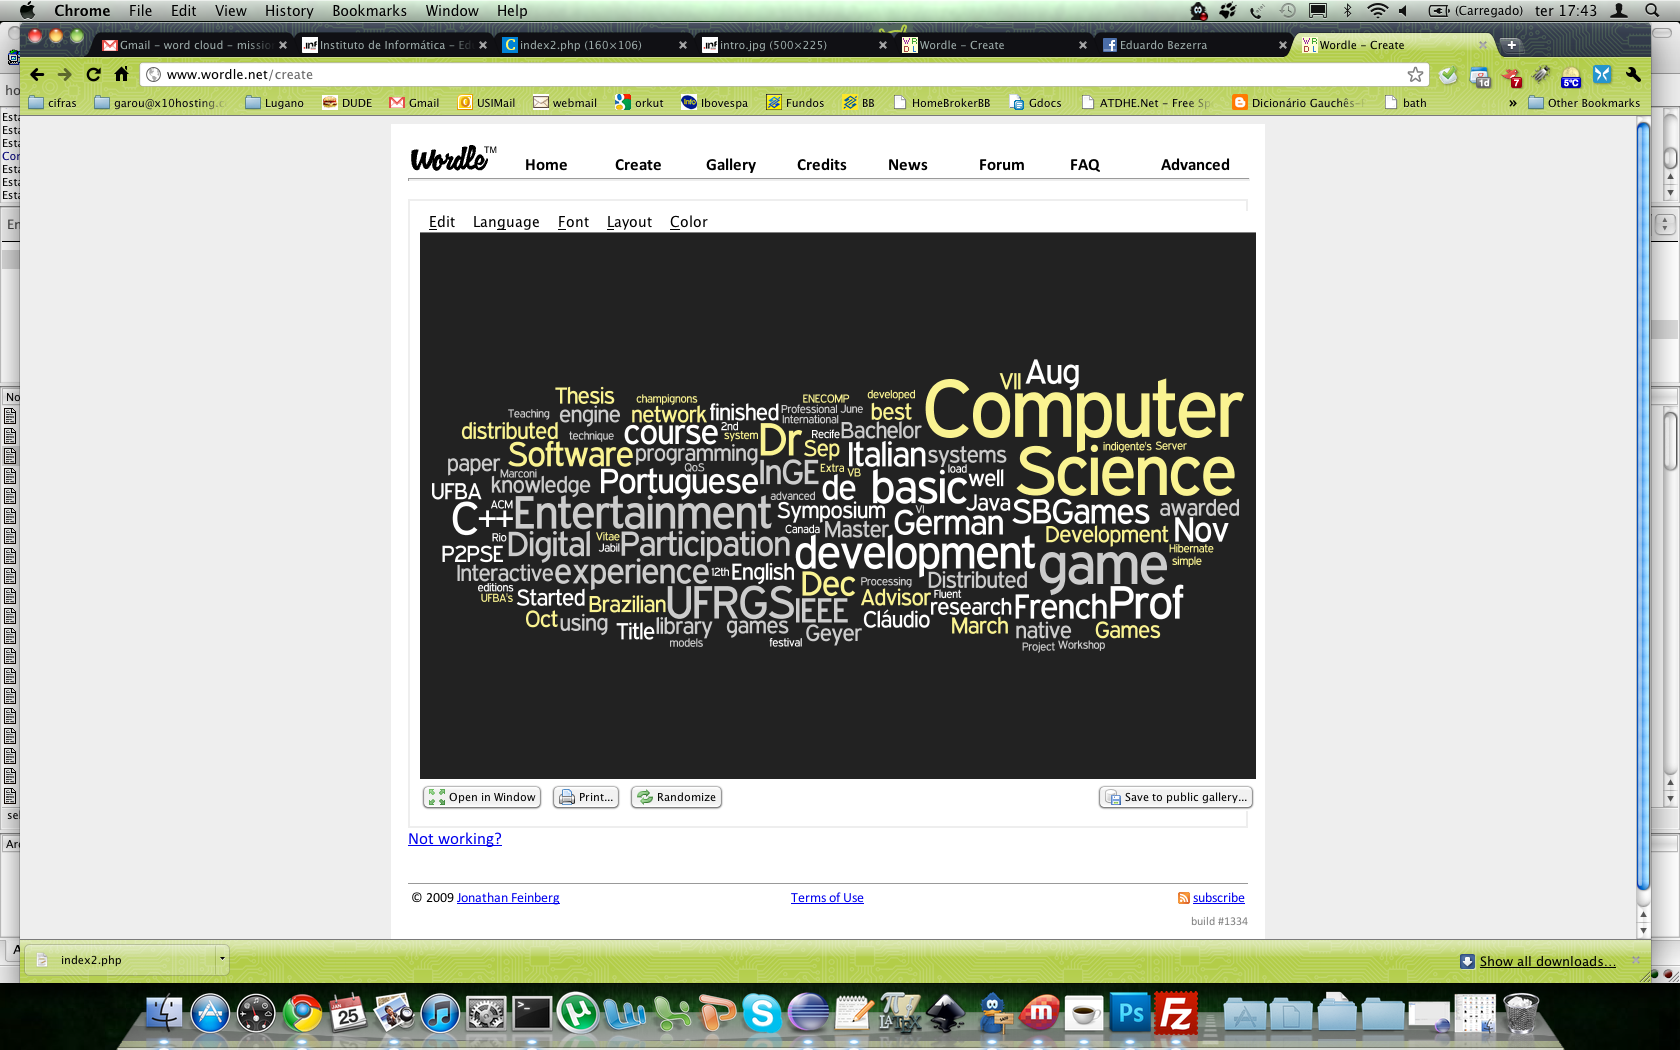 Chrome File Edit View History Bookmarks Window Help (Carregado) ter 17:43
Gmail – word cloud – missio Instituto de Informática – Ed index2.php (160×106) intro.jpg (500×225) Wordle – Create Eduardo Bezerra Wordle – Create
www.wordle.net/create
cifras garou@x10hosting.c Lugano DUDE Gmail USIMail webmail orkut Ibovespa Fundos BB HomeBrokerBB Gdocs ATDHE.Net – Free Sp Dicionário Gauchês– bath » Other Bookmarks
Wordle™ Home Create Gallery Credits News Forum FAQ Advanced
Edit Language Font Layout Color
VII Aug
Thesis champignons ENECOMP developed Computer
Teaching engine network finished Professional June best
International
distributed technique course 2nd system Dr Sep Recife Bachelor indigente's Server
Software programming Italian systems Science
paper Marconi QoS InGE Extra VB load
UFBA knowledge Portuguese advanced de basic well
C++ ACM Entertainment Symposium VI Java SBGames awarded
Rio Digital Vitae Jabil Participation Canada Master German Development Nov
P2PSE development Hibernate simple
Interactive experience 12th English Dec Processing Distributed game
editions UFBA's Started Brazilian UFRGS IEEE Advisor Fluent research French Prof
Oct using Title library games Geyer Cláudio March native Games
models festival Project Workshop
Open in Window Print... Randomize Save to public gallery...
Not working?
© 2009 Jonathan Feinberg Terms of Use subscribe
build #1334
index2.php Show all downloads...